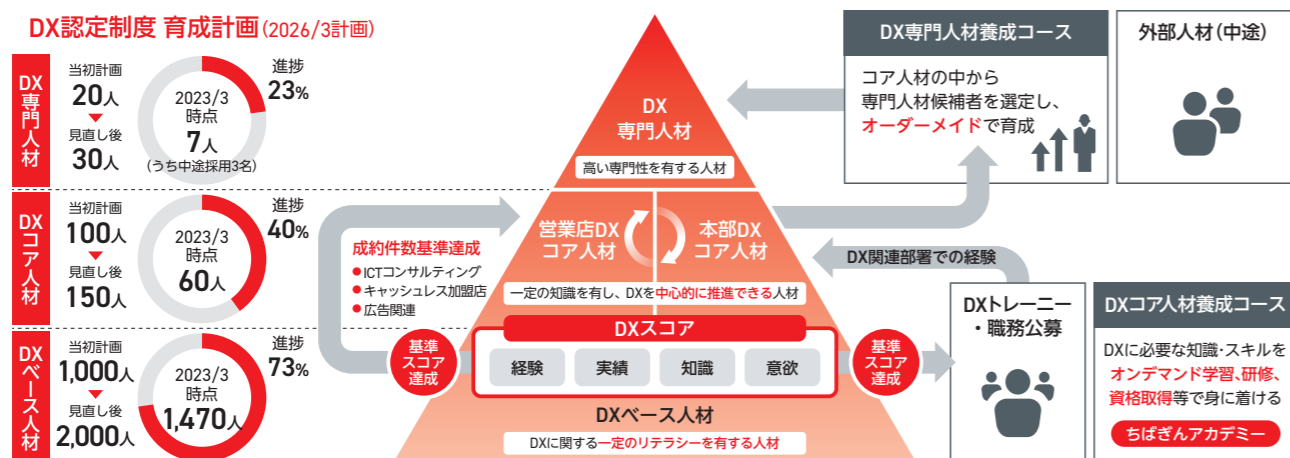 DX認定制度 育成計画(2026/3計画)
DX専門人材
当初計画
20人
見直し後
30人
2023/3
時点
7人
(うち中途採用3名)
進捗
23%
DXコア人材
当初計画
100人
見直し後
150人
2023/3
時点
60人
進捗
40%
DXベース人材
当初計画
1,000人
見直し後
2,000人
2023/3
時点
1,470人
進捗
73%
成約件数基準達成
●ICTコンサルティング
●キャッシュレス加盟店
●広告関連
基準
スコア
達成
DX
専門人材
高い専門性を有する人材
営業店DX
コア人材
本部DX
コア人材
一定の知識を有し、DXを中心的に推進できる人材
DXスコア
経験
実績
知識
意欲
DXベース人材
DXに関する一定のリテラシーを有する人材
基準
スコア
達成
DX専門人材養成コース
コア人材の中から
専門人材候補者を選定し、
オーダーメイドで育成
外部人材(中途)
DX関連部署での経験
DXトレーニー
・職務公募
DXコア人材養成コース
DXに必要な知識・スキルを
オンデマンド学習、研修、
資格取得等で身に着ける
ちばぎんアカデミー